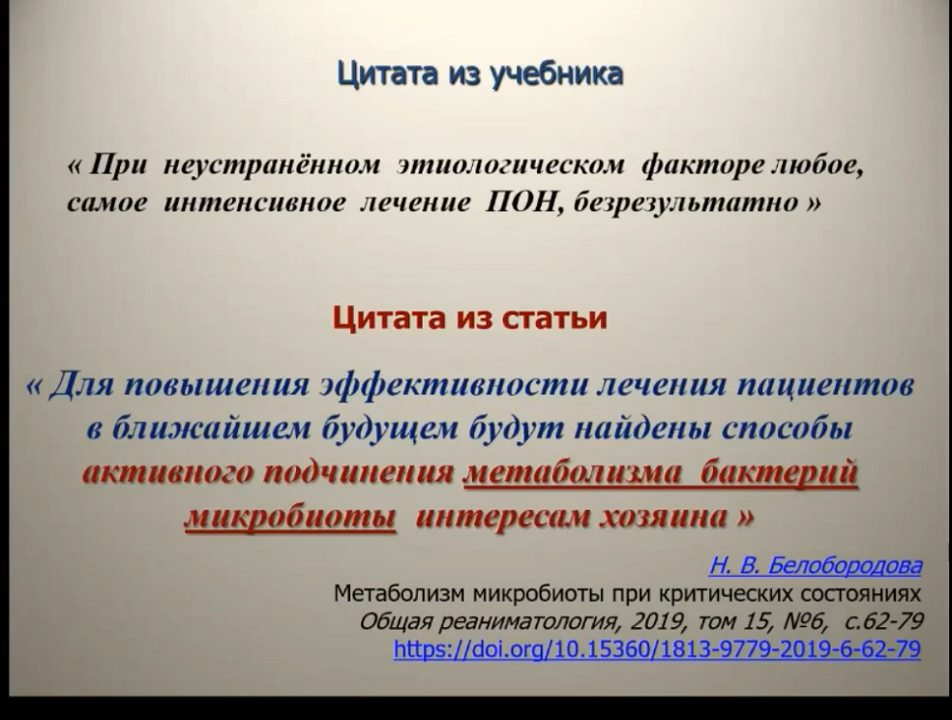 Цитата из учебника
« При неустранённом этиологическом факторе любое,
самое интенсивное лечение ПОН, безрезультатно »
Цитата из статьи
« Для повышения эффективности лечения пациентов
в ближайшем будущем будут найдены способы
активного подчинения метаболизма бактерий
микробиоты интересам хозяина »
Н. В. Белобородова
Метаболизм микробиоты при критических состояниях
Общая реаниматология, 2019, том 15, №6, с.62-79
https://doi.org/10.15360/1813-9779-2019-6-62-79